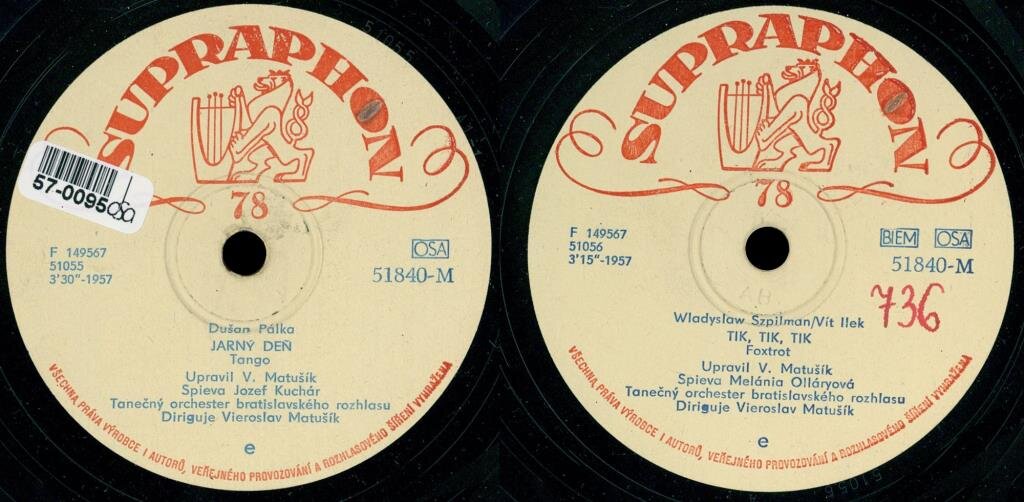 SUPRAPHON
78
57-0095 osa
F 149567
51055
3'30"-1957
OSA
51840-M
Dušan Pálka
JARNÝ DEŇ
Tango
Upravil V. Matušík
Spieva Jozef Kuchár
Tanečný orchester bratislavského rozhlasu
Diriguje Vieroslav Matušík
e
VŠECHNA PRÁVA VÝROBCE I AUTORŮ, VEŘEJNÉHO PROVOZOVÁNÍ A ROZHLASOVÉHO ŠÍŘENÍ VYHRAŽENA
51055
SUPRAPHON
78
F 149567
51056
3'15"-1957
BIEM OSA
51840-M
736
Wladyslaw Szpilman/Vít Ilek
TIK, TIK, TIK
Foxtrot
Upravil V. Matušík
Spieva Melánia Olláryová
Tanečný orchester bratislavského rozhlasu
Diriguje Vieroslav Matušík
e
VŠECHNA PRÁVA VÝROBCE I AUTORŮ, VEŘEJNÉHO PROVOZOVÁNÍ A ROZHLASOVÉHO ŠÍŘENÍ VYHRAŽENA
51056
AB